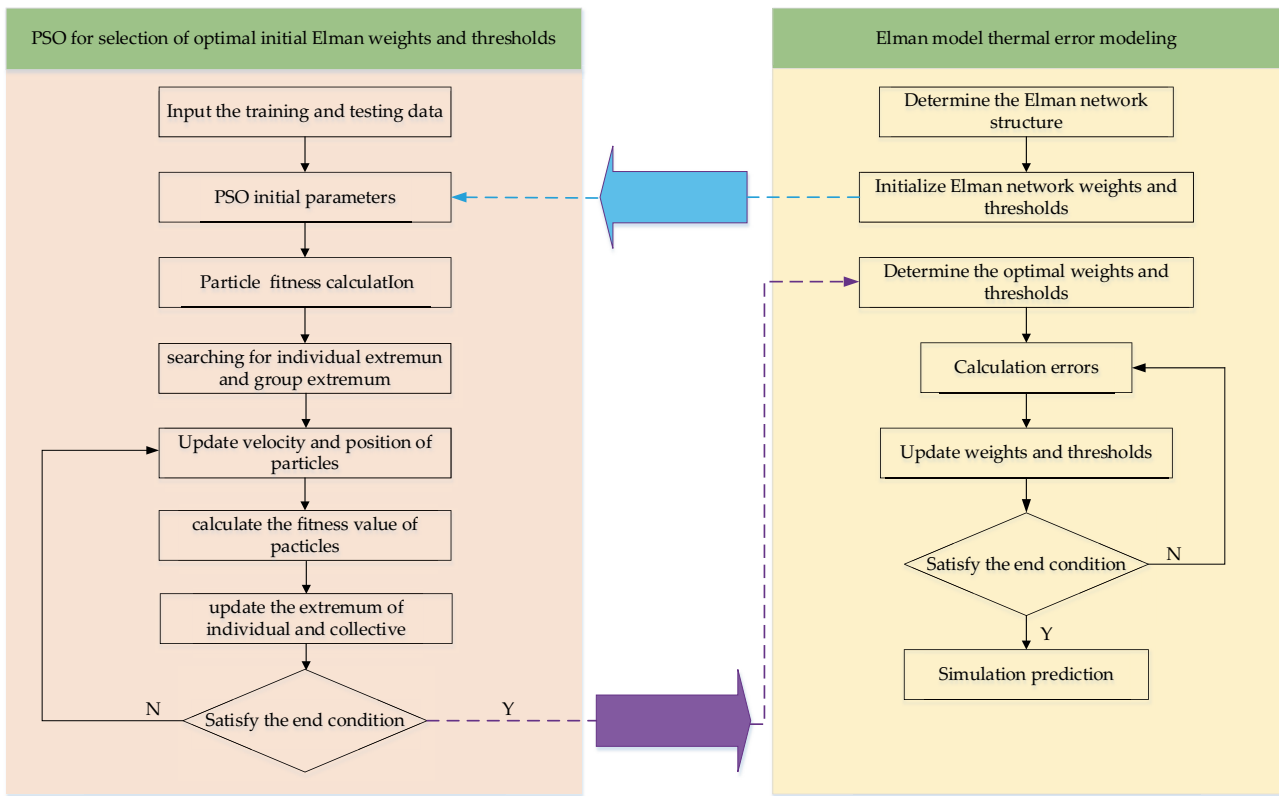 PSO for selection of optimal initial Elman weights and thresholds
Input the training and testing data
PSO initial parameters
Particle fitness calculatIon
searching for individual extremun
and group extremum
Update velocity and position of
particles
calculate the fitness value of
pacticles
update the extremum of
individual and collective
N
Satisfy the end condition
Y
Elman model thermal error modeling
Determine the Elman network
structure
Initialize Elman network weights and
thresholds
Determine the optimal weights and
thresholds
Calculation errors
Update weights and thresholds
Satisfy the end condition
N
Y
Simulation prediction